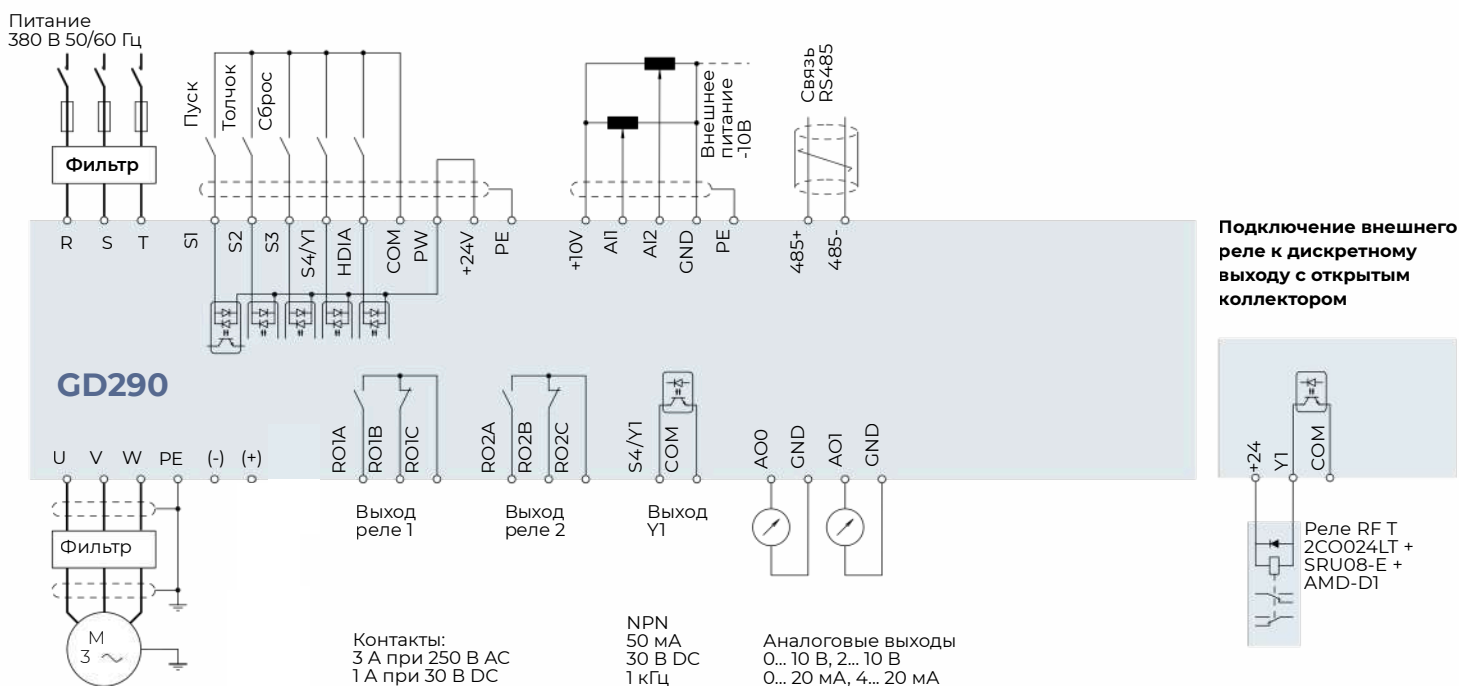 Питание
380 В 50/60 Гц
Пуск
Толчок
Сброс
Внешнее
питание
-10В
Связь
RS485
Фильтр
R S T
S1
S2
S3
S4/Y1
HDIA
COM
PW
+24V
PE
+10V
AI1
AI2
GND
PE
485+
485-
Подключение внешнего
реле к дискретному
выходу с открытым
коллектором
GD290
U V W PE (-) (+)
RO1A
RO1B
RO1C
RO2A
RO2B
RO2C
S4/Y1
COM
AO0
GND
AO1
GND
+24
Y1
COM
Выход
реле 1
Выход
реле 2
Выход
Y1
Фильтр
Реле RF T
2CO024LT +
SRU08-E +
AMD-D1
M
3
Контакты:
3 А при 250 В AC
1 А при 30 В DC
NPN
50 мА
30 В DC
1 кГц
Аналоговые выходы
0... 10 В, 2... 10 В
0... 20 мА, 4... 20 мА